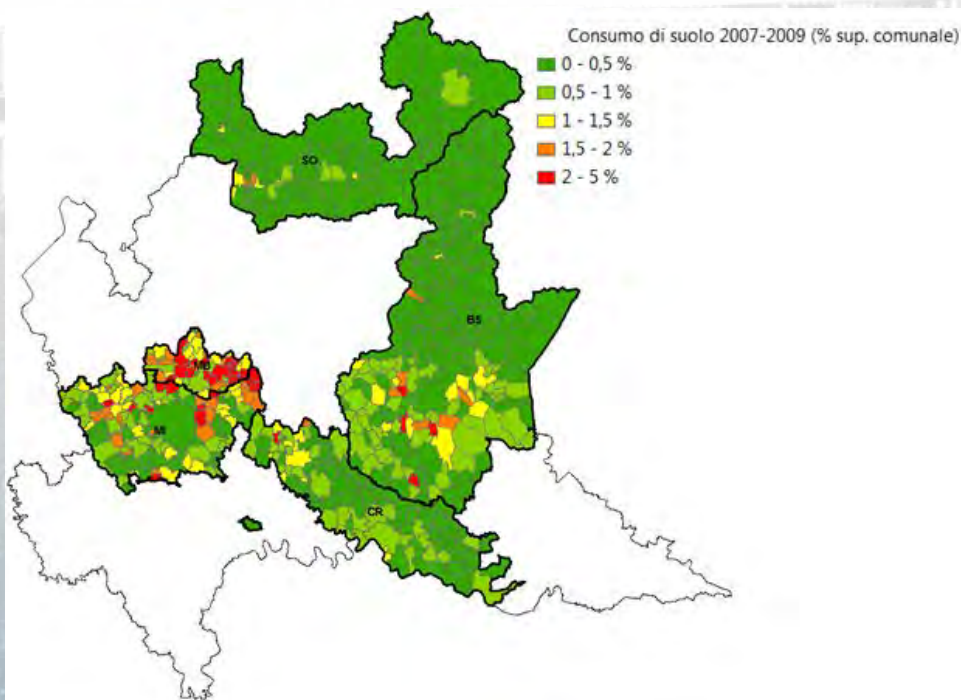 Consumo di suolo 2007-2009 (% sup. comunale)
0 - 0,5 %
0,5 - 1 %
1 - 1,5 %
1,5 - 2 %
2 - 5 %
SO
BS
MB
MI
CR